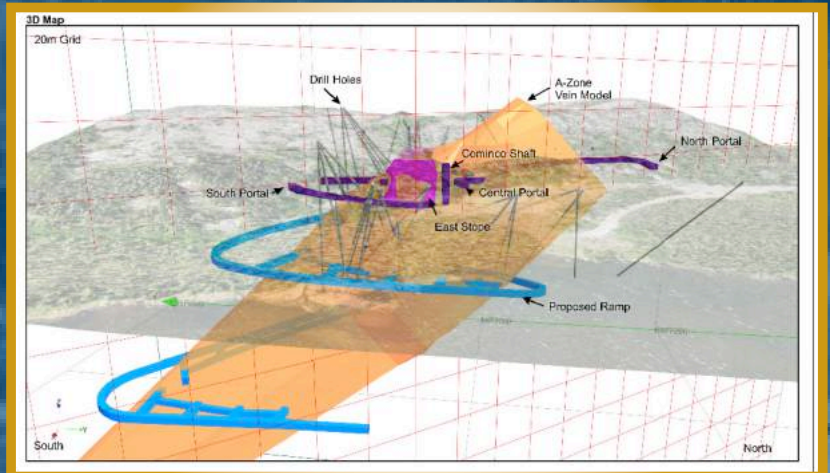 3D Map
20m Grid
Drill Holes
A-Zone
Vein Model
North Portal
Cominco Shaft
South Portal
Central Portal
East Stope
Proposed Ramp
South
North